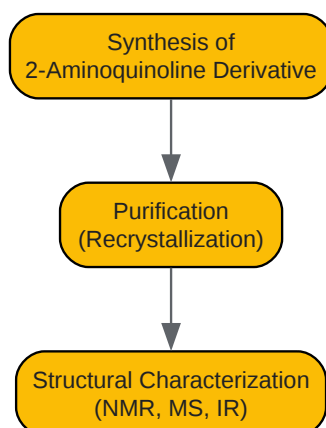 Synthesis of
2-Aminoquinoline Derivative
Purification
(Recrystallization)
Structural Characterization
(NMR, MS, IR)